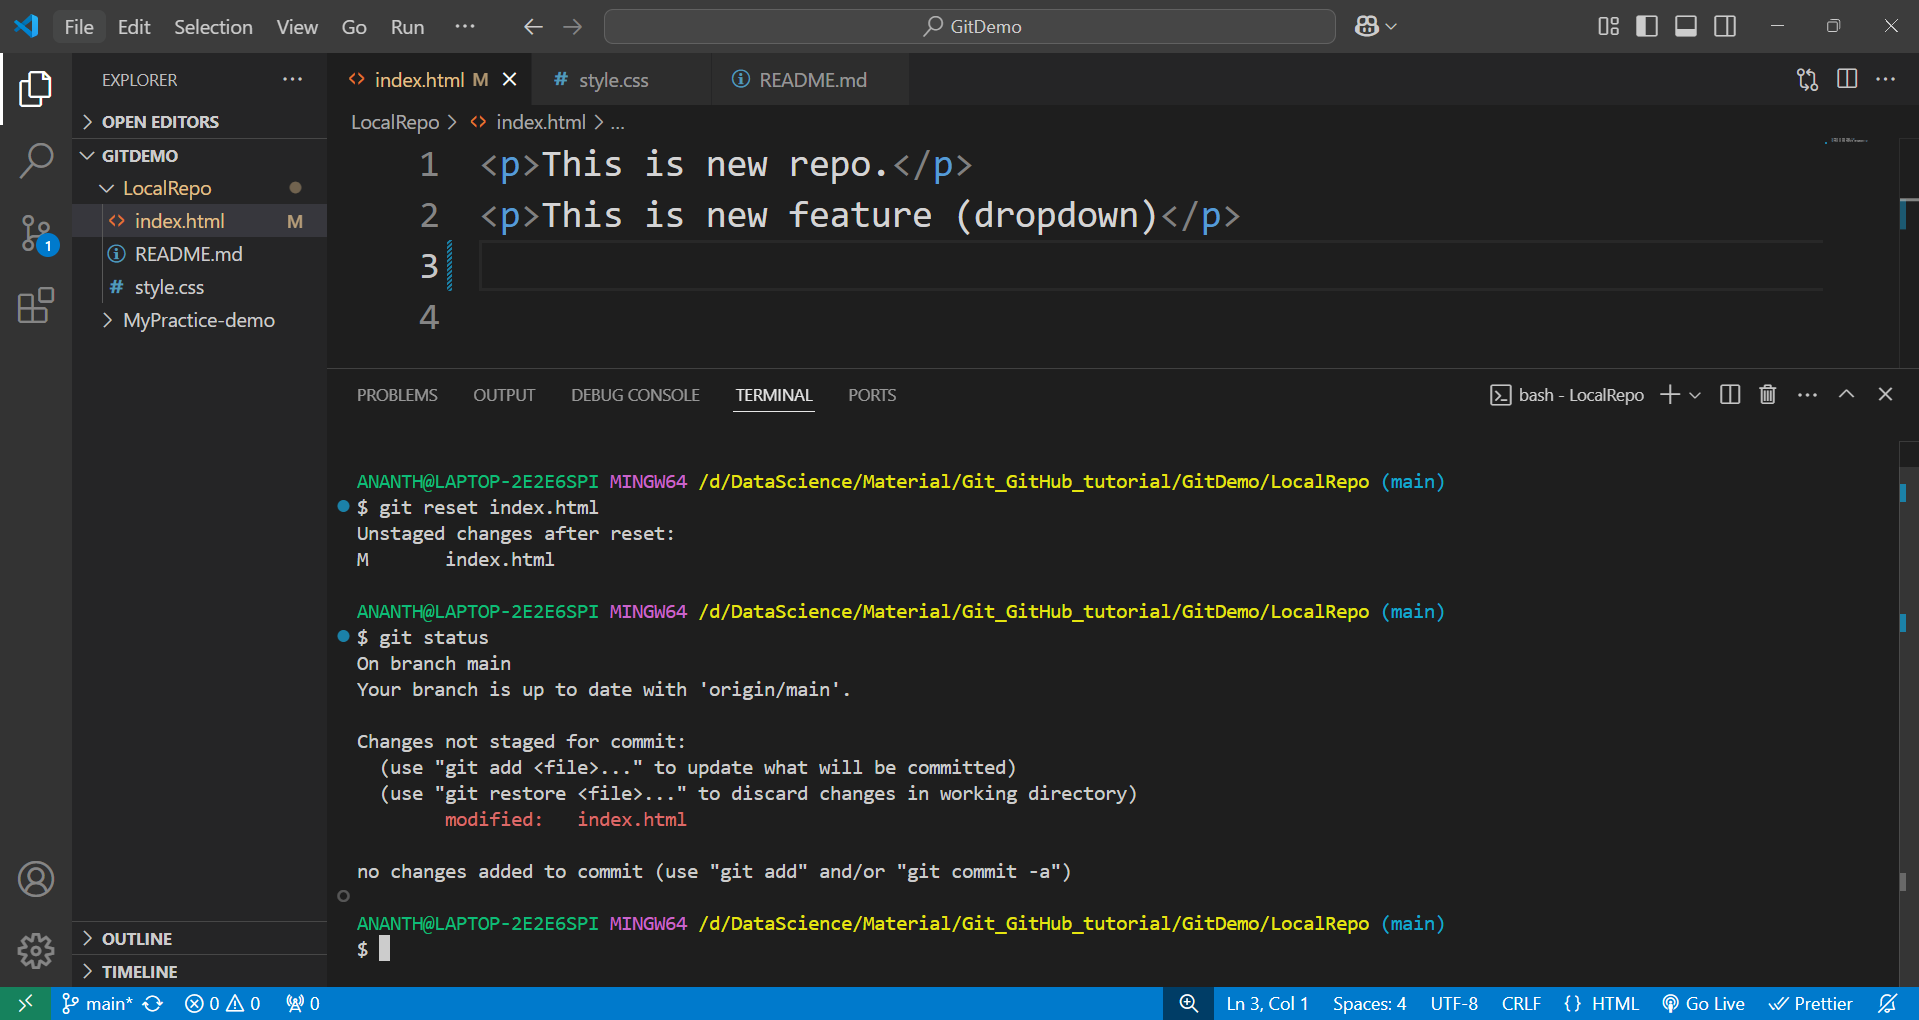 File Edit Selection View Go Run ··· GitDemo
EXPLORER ···
index.html M
style.css
README.md
OPEN EDITORS
LocalRepo > index.html > ...
GITDEMO
LocalRepo
index.html M
README.md
style.css
MyPractice-demo
1 <p>This is new repo.</p>
2 <p>This is new feature (dropdown)</p>
3
4
1
PROBLEMS OUTPUT DEBUG CONSOLE TERMINAL PORTS bash - LocalRepo
ANANTH@LAPTOP-2E2E6SPI MINGW64 /d/DataScience/Material/Git_GitHub_tutorial/GitDemo/LocalRepo (main)
$ git reset index.html
Unstaged changes after reset:
M index.html
ANANTH@LAPTOP-2E2E6SPI MINGW64 /d/DataScience/Material/Git_GitHub_tutorial/GitDemo/LocalRepo (main)
$ git status
On branch main
Your branch is up to date with 'origin/main'.
Changes not staged for commit:
(use "git add <file>..." to update what will be committed)
(use "git restore <file>..." to discard changes in working directory)
modified: index.html
no changes added to commit (use "git add" and/or "git commit -a")
ANANTH@LAPTOP-2E2E6SPI MINGW64 /d/DataScience/Material/Git_GitHub_tutorial/GitDemo/LocalRepo (main)
$
OUTLINE
TIMELINE
main* 0 0 0 Ln 3, Col 1 Spaces: 4 UTF-8 CRLF {} HTML Go Live Prettier